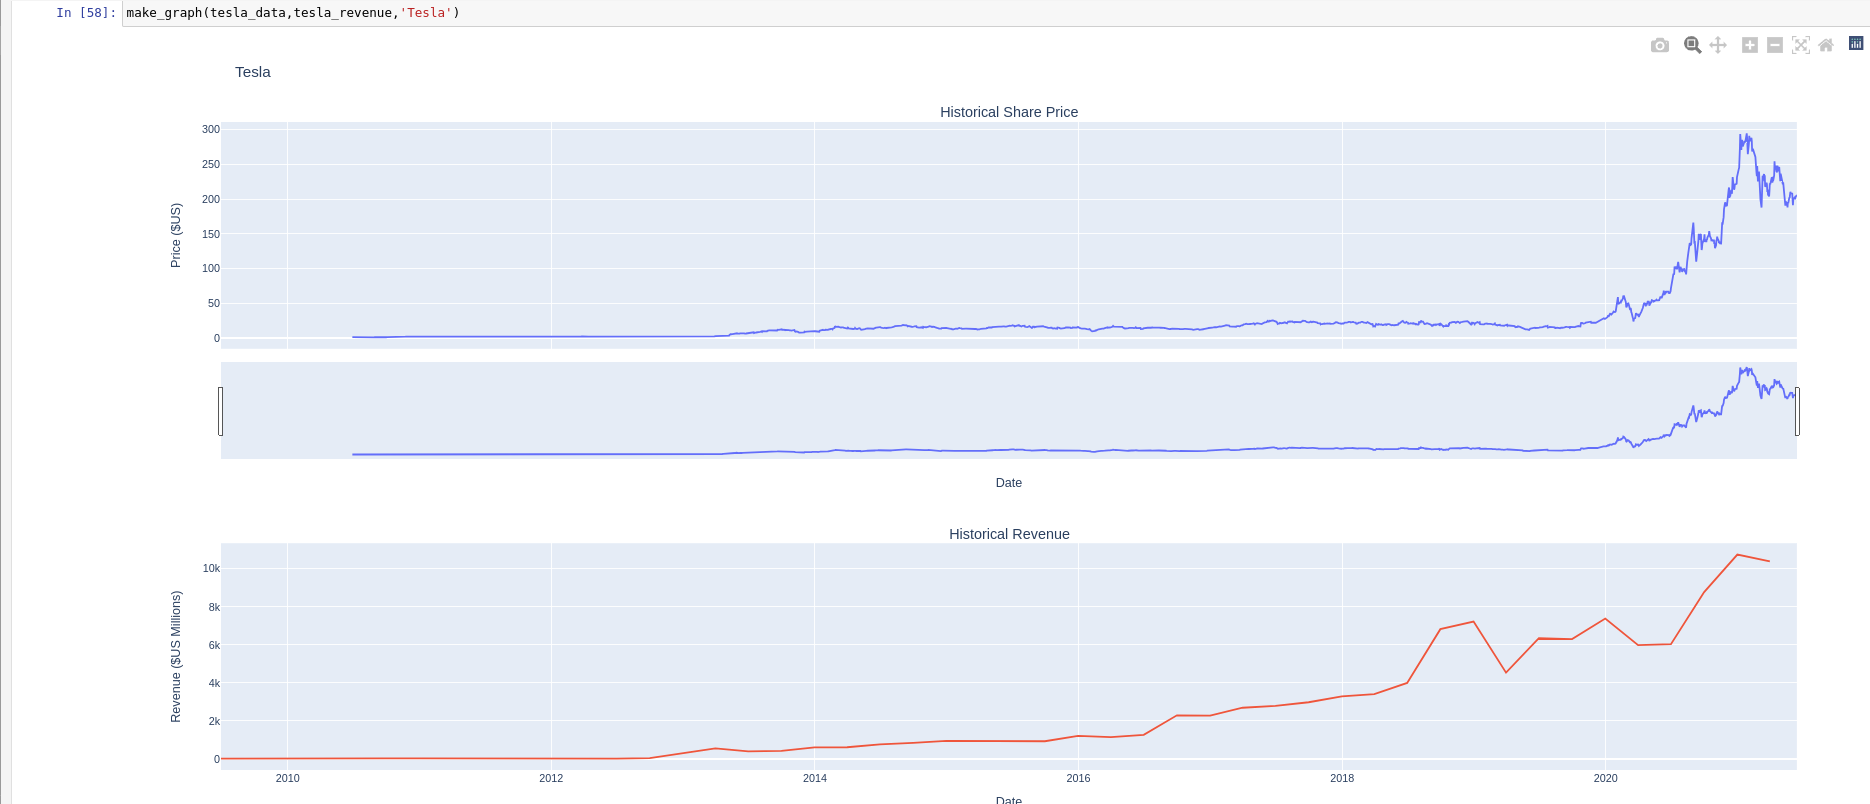 In [58]: make_graph(tesla_data,tesla_revenue,'Tesla')
Tesla
Historical Share Price
300
250
200
150
100
50
0
Price ($US)
Date
Historical Revenue
10k
8k
6k
4k
2k
0
Revenue ($US Millions)
2010 2012 2014 2016 2018 2020
Date